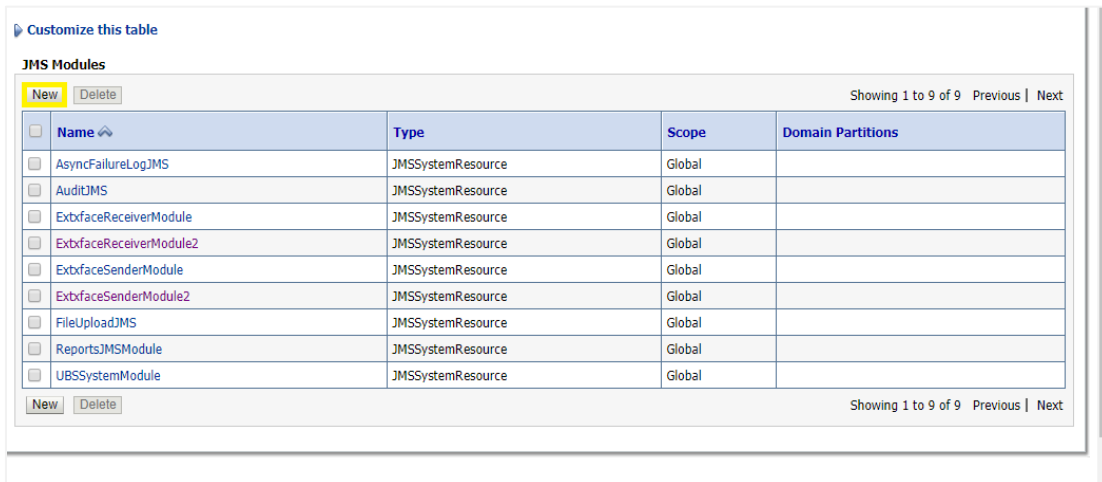 Customize this table
JMS Modules
New Delete Showing 1 to 9 of 9 Previous | Next
Name Type Scope Domain Partitions
AsyncFailureLogJMS JMSSystemResource Global
AuditJMS JMSSystemResource Global
ExtxfaceReceiverModule JMSSystemResource Global
ExtxfaceReceiverModule2 JMSSystemResource Global
ExtxfaceSenderModule JMSSystemResource Global
ExtxfaceSenderModule2 JMSSystemResource Global
FileUploadJMS JMSSystemResource Global
ReportsJMSModule JMSSystemResource Global
UBSSystemModule JMSSystemResource Global
New Delete Showing 1 to 9 of 9 Previous | Next